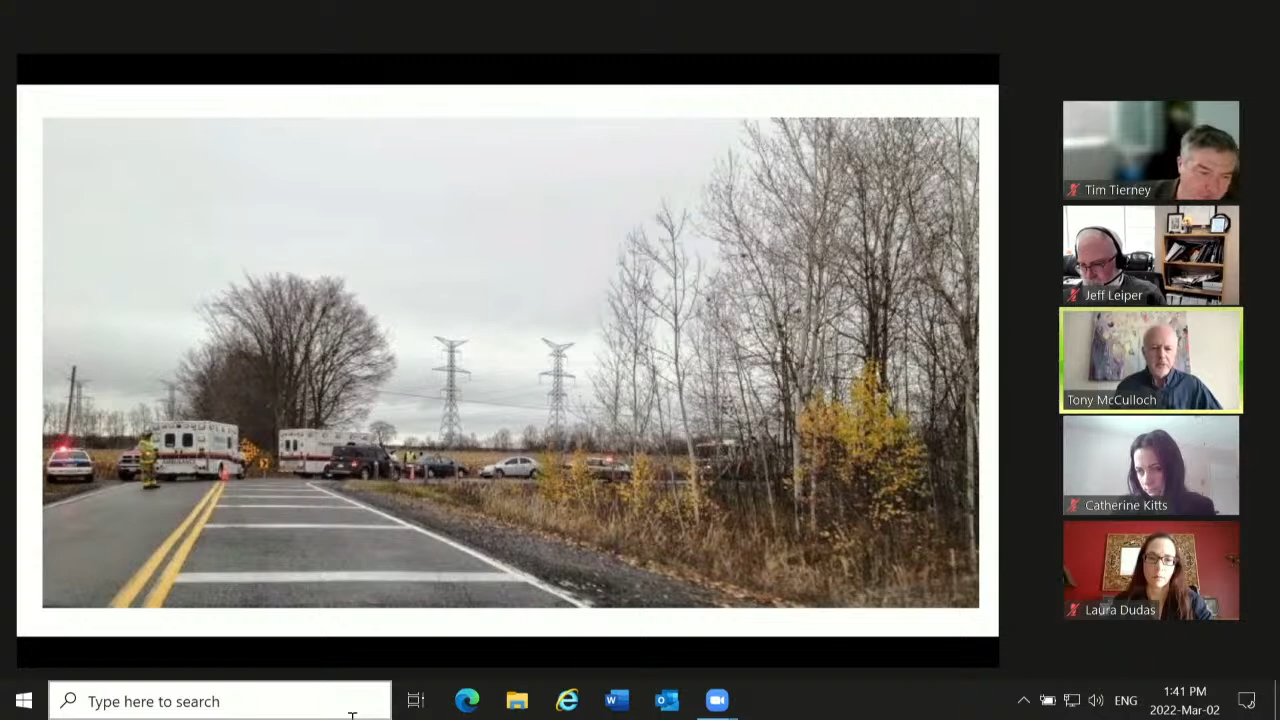 AMBULANCE
Tim Tierney
Jeff Leiper
Tony McCulloch
Catherine Kitts
Laura Dudas
Type here to search
ENG
1:41 PM
2022-Mar-02